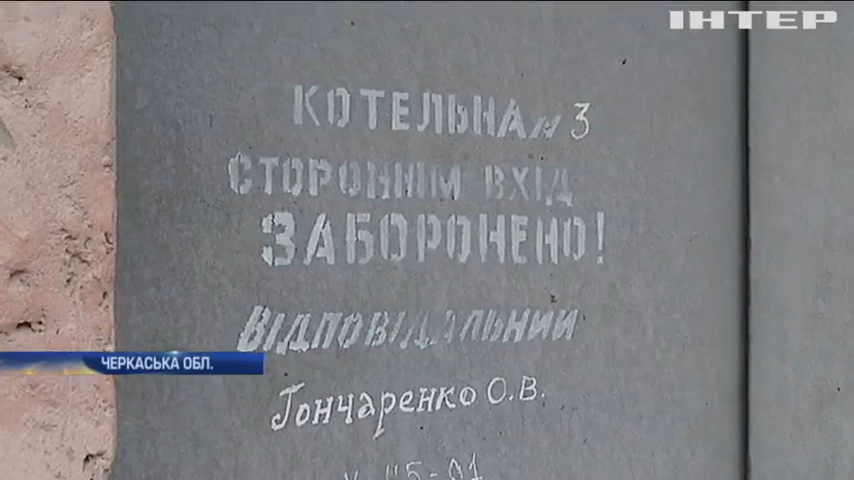 ІНТЕР
КОТЕЛЬНА № 3
СТОРОННІМ ВХІД
ЗАБОРОНЕНО!
ВІДПОВІДАЛЬНИЙ
ЧЕРКАСЬКА ОБЛ.
Гончаренко О.В.